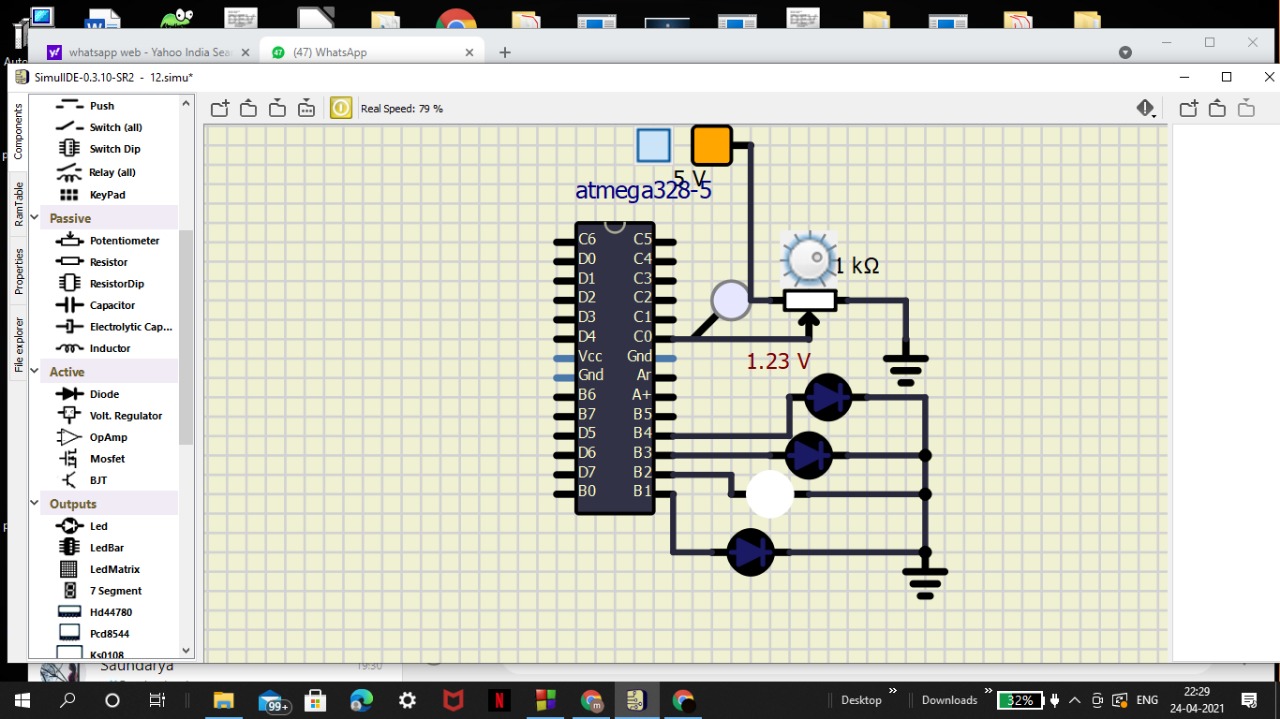 whatsapp web - Yahoo India Sea
47 (47) WhatsApp
SimulIDE-0.3.10-SR2 - 12.simu*
Components
RamTable
Properties
File explorer
Push
Switch (all)
Switch Dip
Relay (all)
KeyPad
Passive
Potentiometer
Resistor
ResistorDip
Capacitor
Electrolytic Cap...
Inductor
Active
Diode
Volt. Regulator
OpAmp
Mosfet
BJT
Outputs
Led
LedBar
LedMatrix
7 Segment
Hd44780
Pcd8544
Ks0108
Real Speed: 79 %
5 V
atmega328-5
C6 C5
D0 C4
D1 C3
D2 C2
D3 C1
D4 C0
Vcc Gnd
Gnd Ar
B6 A+
B7 B5
D5 B4
D6 B3
D7 B2
B0 B1
1 kΩ
1.23 V
Saundarya
19:30
99+
Desktop
Downloads
32%
ENG
22:29
24-04-2021